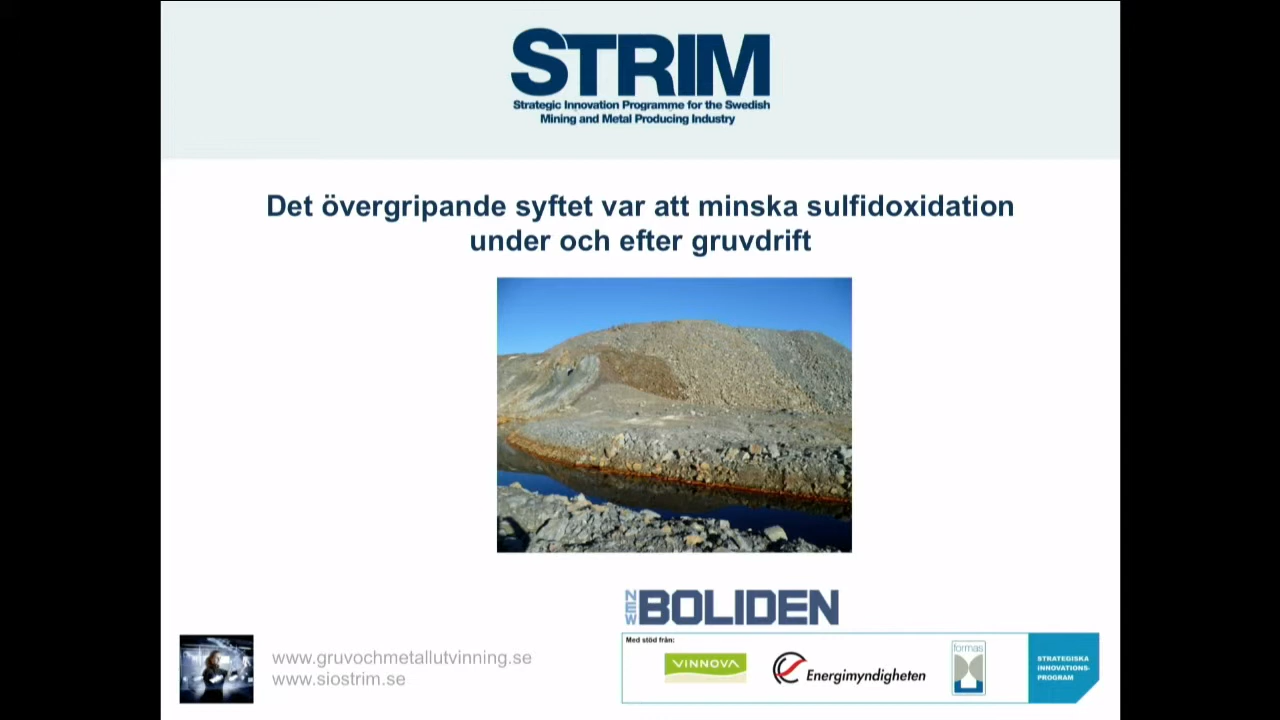 STRIM
Strategic Innovation Programme for the Swedish
Mining and Metal Producing Industry
Det övergripande syftet var att minska sulfidoxidation
under och efter gruvdrift
NEW BOLIDEN
Med stöd från:
VINNOVA
Energimyndigheten
formas
STRATEGISKA
INNOVATIONS-
PROGRAM
www.gruvochmetallutvinning.se
www.siostrim.se